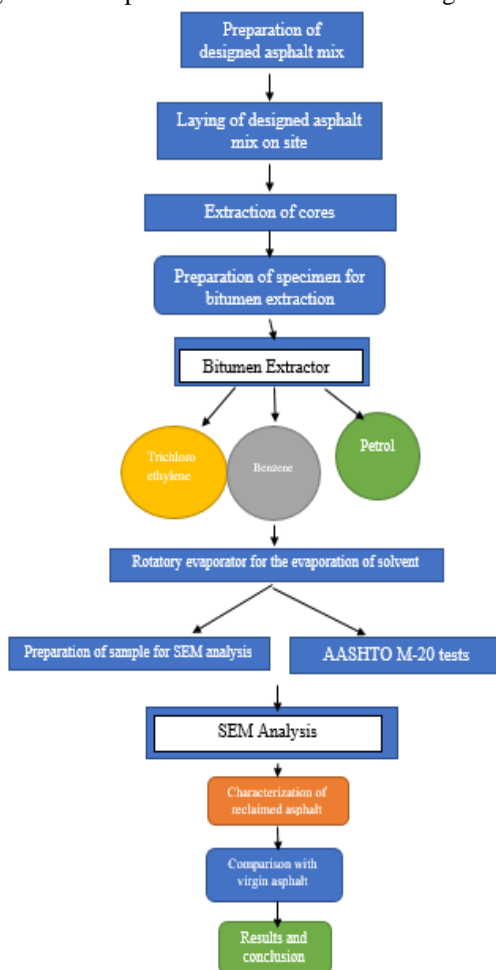 Preparation of
designed asphalt mix
Laying of designed asphalt
mix on site
Extraction of cores
Preparation of specimen for
bitumen extraction
Bitumen Extractor
Trichloro
ethylene
Benzene
Petrol
Rotatory evaporator for the evaporation of solvent
Preparation of sample for SEM analysis
AASHTO M-20 tests
SEM Analysis
Characterization of
reclaimed asphalt
Comparison with
virgin asphalt
Results and
conclusion